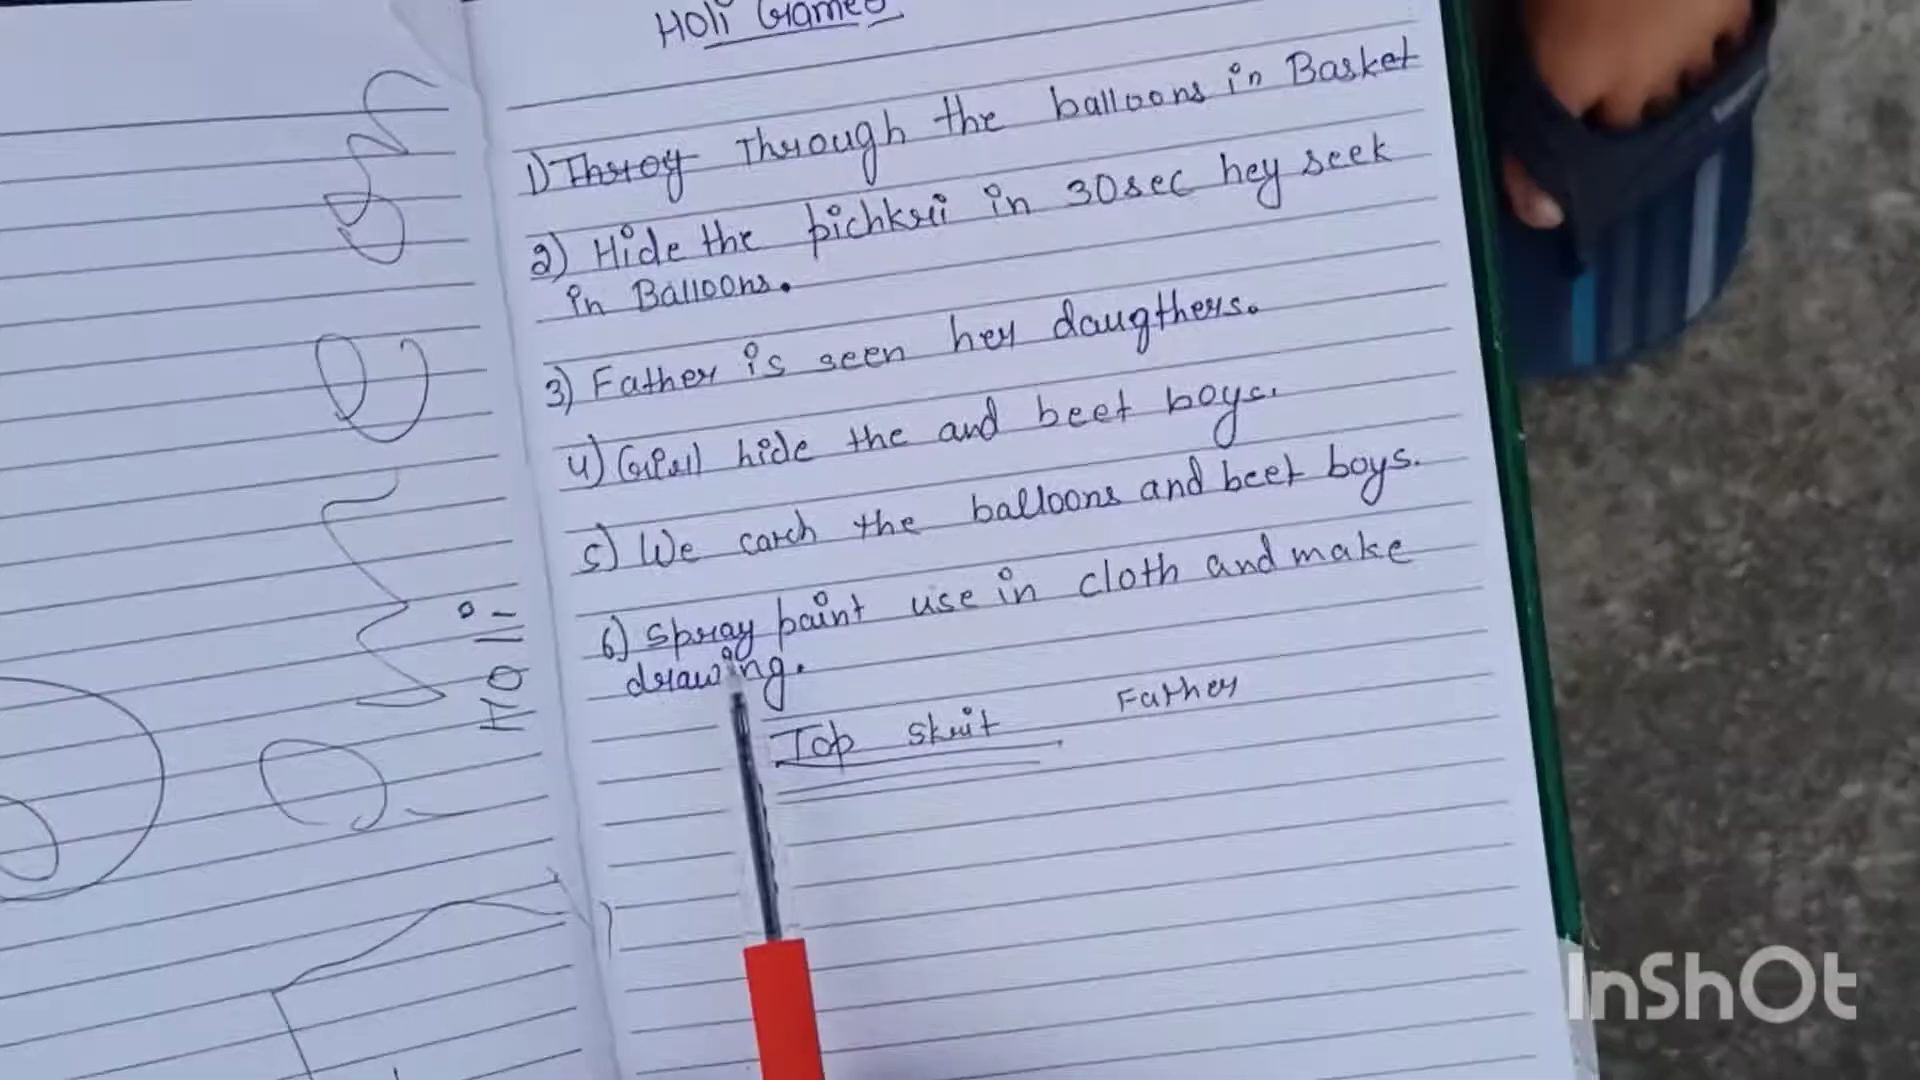 Holi Games
1) Throy Through the balloons in Basket
2) Hide the pichkri in 30sec hey seek
in Balloons.
3) Father is seen her daugthers.
4) Girl hide the and beet boys.
5) We carch the balloons and beet boys.
6) Spray paint use in cloth and make
drawing.
Top skrit Father
Holi
InShOt